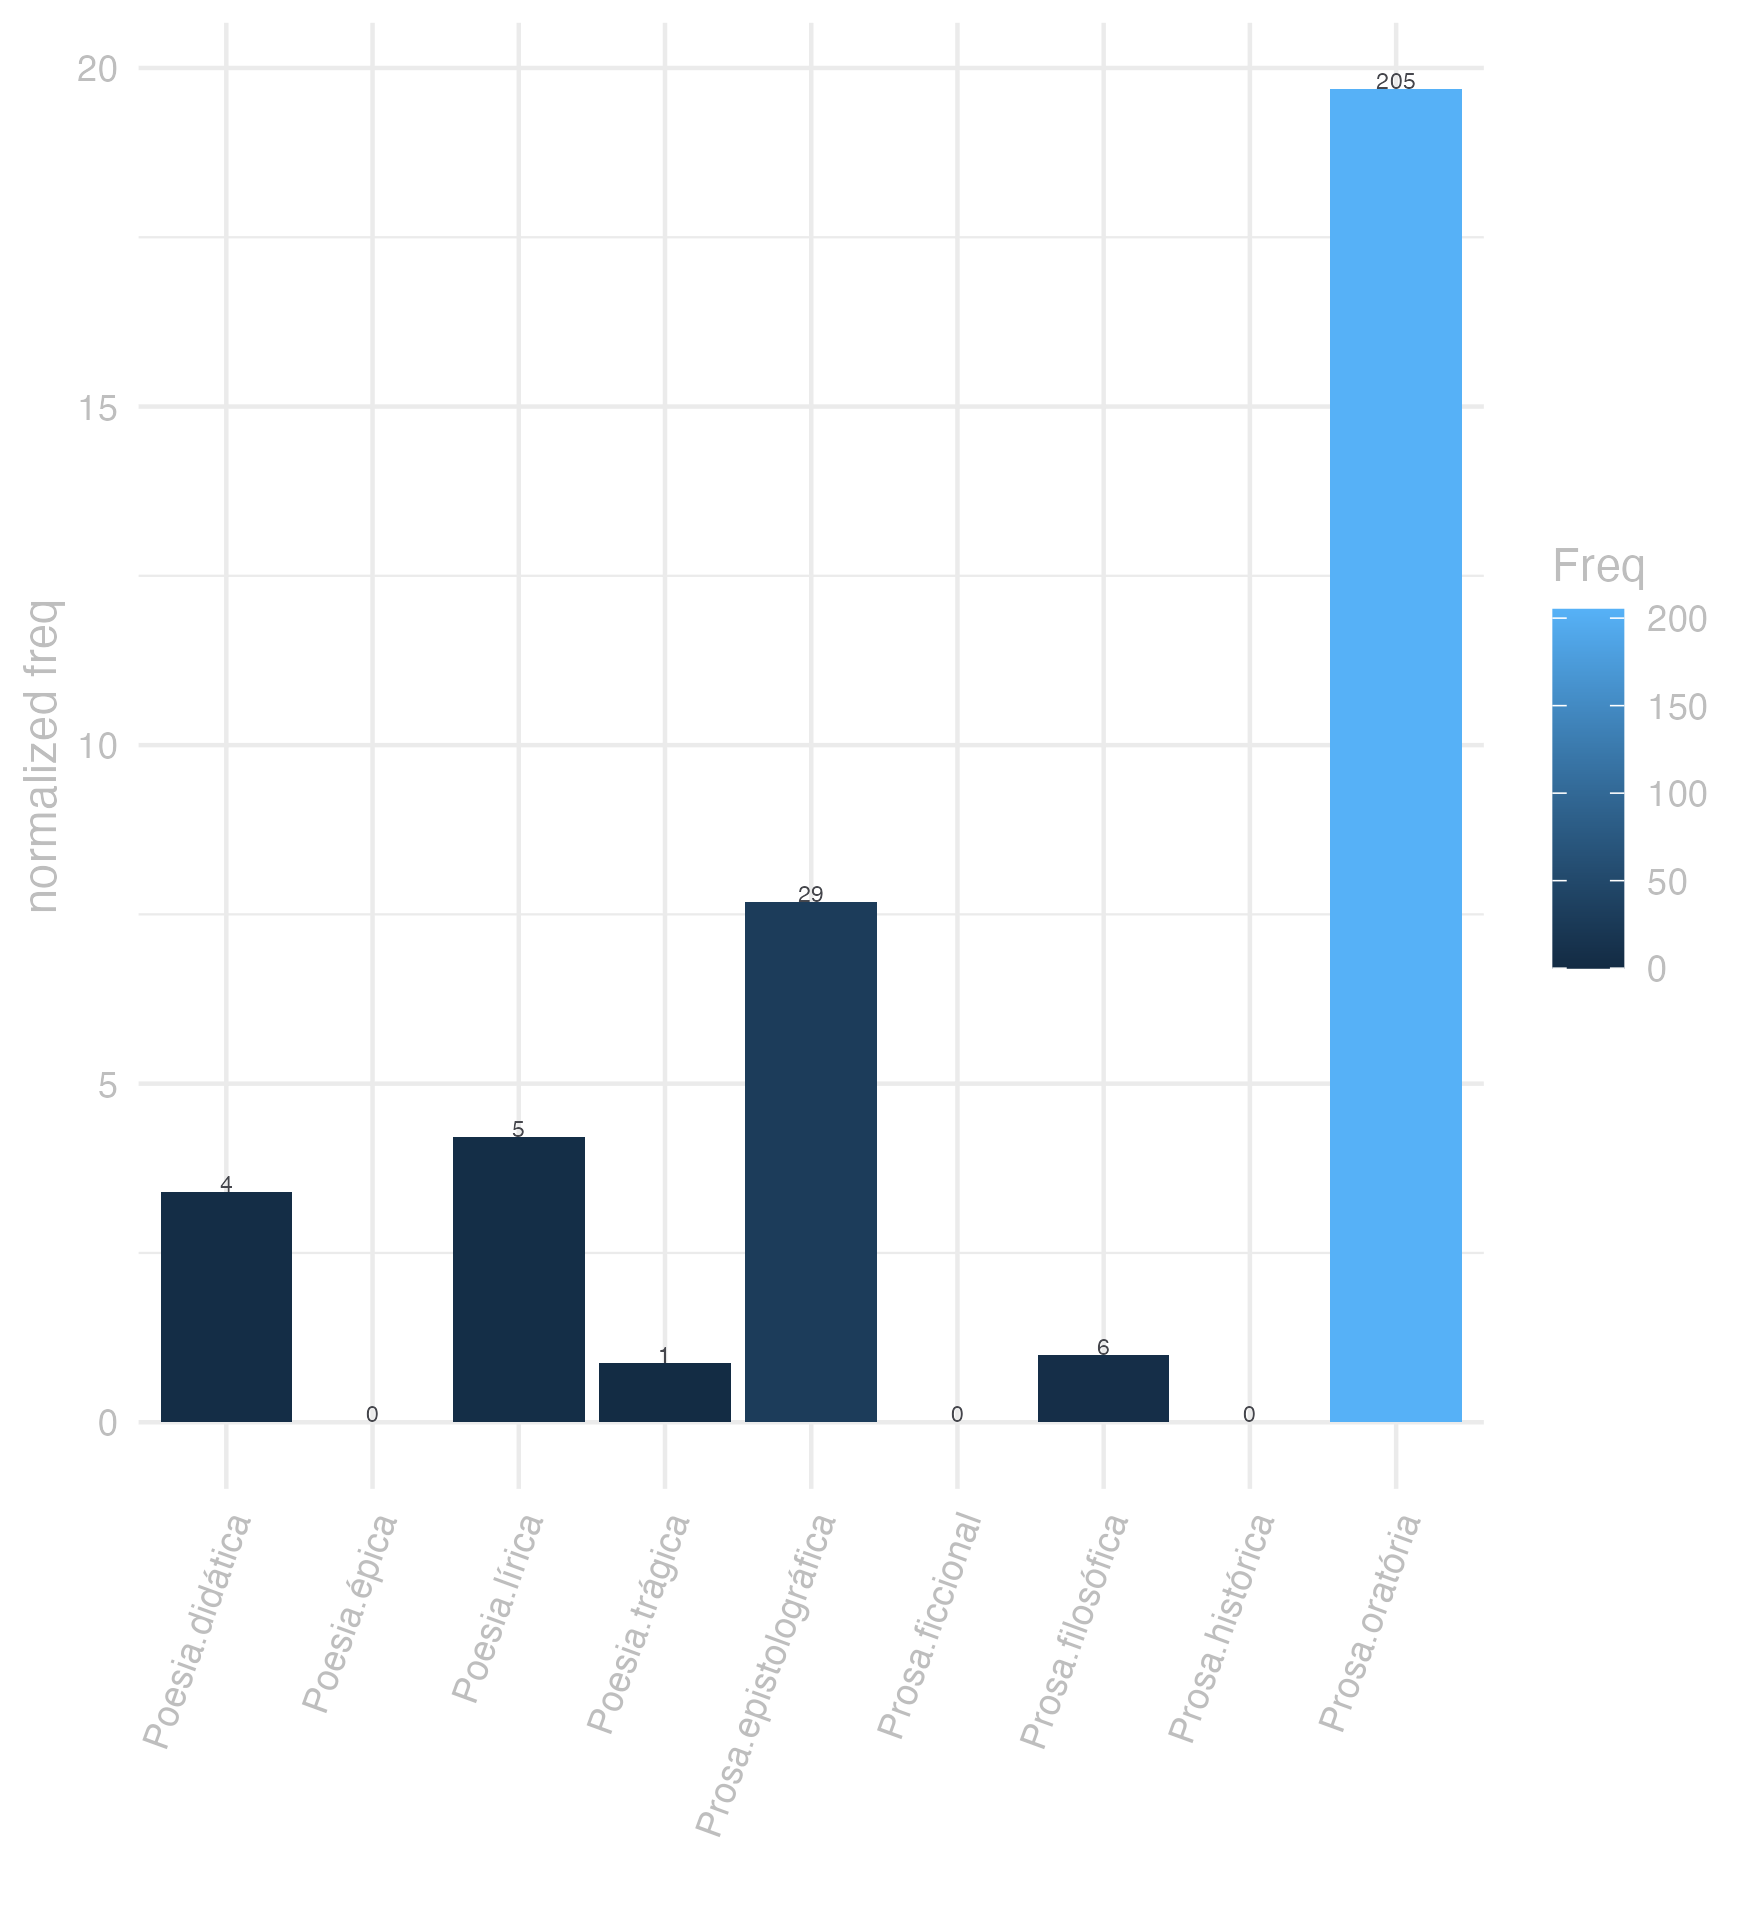 20
15
10
5
0
normalized freq
205
29
5
4
1
6
0
0
0
Poesia.didática
Poesia.épica
Poesia.lírica
Poesia.trágica
Prosa.epistolográfica
Prosa.ficcional
Prosa.filosófica
Prosa.histórica
Prosa.oratória
Freq
200
150
100
50
0